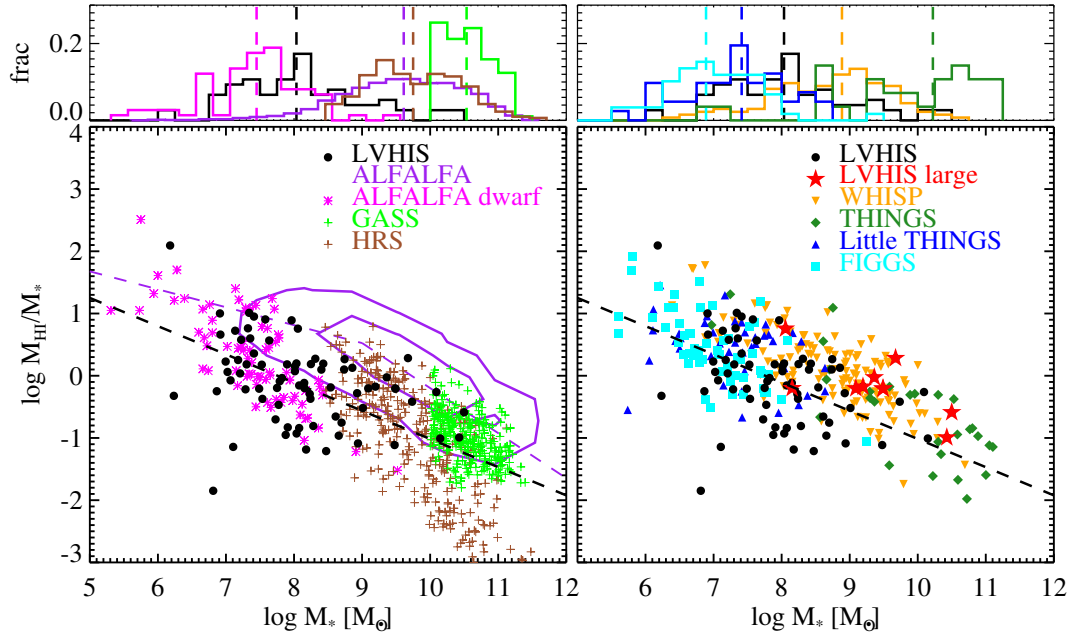 frac
0.2
0.0
4
3
2
1
0
-1
-2
-3
log M_HI/M_*
LVHIS
ALFALFA
ALFALFA dwarf
GASS
HRS
LVHIS
LVHIS large
WHISP
THINGS
Little THINGS
FIGGS
5 6 7 8 9 10 11 12
6 7 8 9 10 11 12
log M_* [M_⊙]
log M_* [M_⊙]